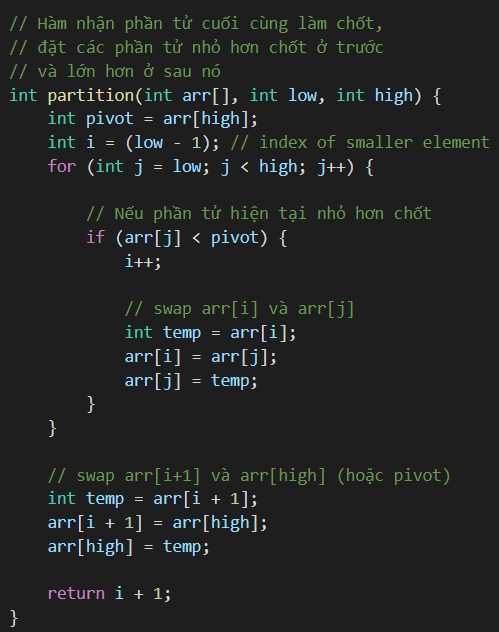 // Hàm nhận phần tử cuối cùng làm chốt,
// đặt các phần tử nhỏ hơn chốt ở trước
// và lớn hơn ở sau nó
int partition(int arr[], int low, int high) {
    int pivot = arr[high];
    int i = (low - 1); // index of smaller element
    for (int j = low; j < high; j++) {

        // Nếu phần tử hiện tại nhỏ hơn chốt
        if (arr[j] < pivot) {
            i++;

            // swap arr[i] và arr[j]
            int temp = arr[i];
            arr[i] = arr[j];
            arr[j] = temp;
        }
    }

    // swap arr[i+1] và arr[high] (hoặc pivot)
    int temp = arr[i + 1];
    arr[i + 1] = arr[high];
    arr[high] = temp;

    return i + 1;
}